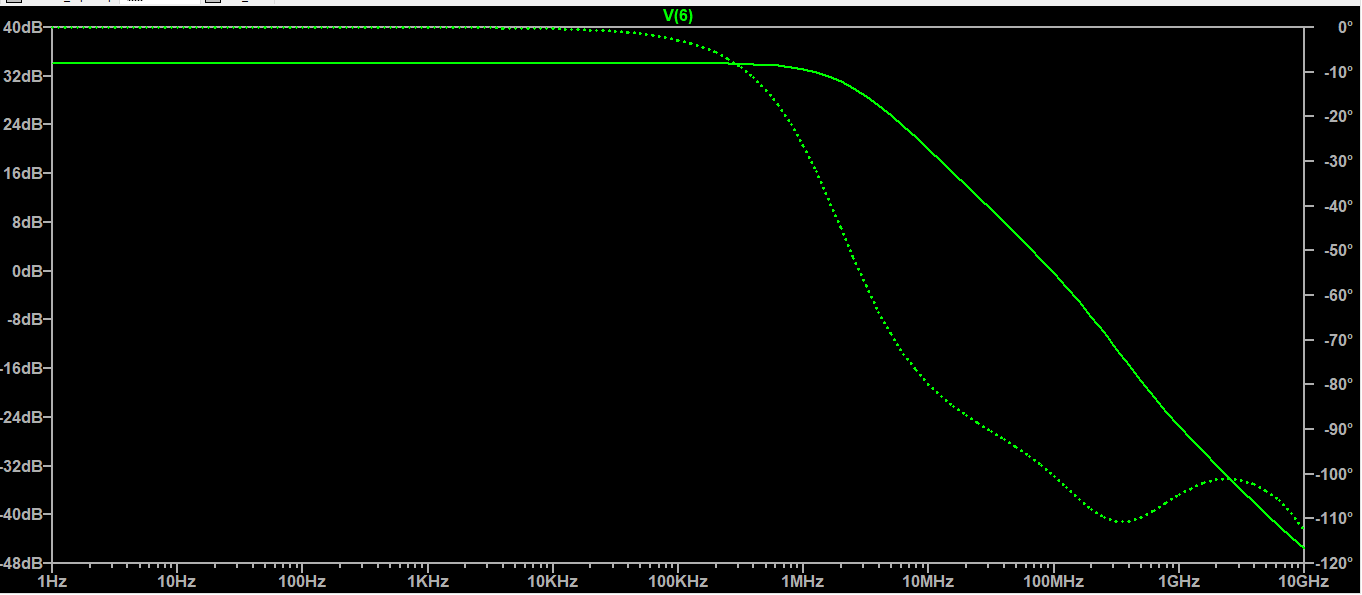 V(6)
40dB
32dB
24dB
16dB
8dB
0dB
-8dB
-16dB
-24dB
-32dB
-40dB
-48dB
0°
-10°
-20°
-30°
-40°
-50°
-60°
-70°
-80°
-90°
-100°
-110°
-120°
1Hz 10Hz 100Hz 1KHz 10KHz 100KHz 1MHz 10MHz 100MHz 1GHz 10GHz